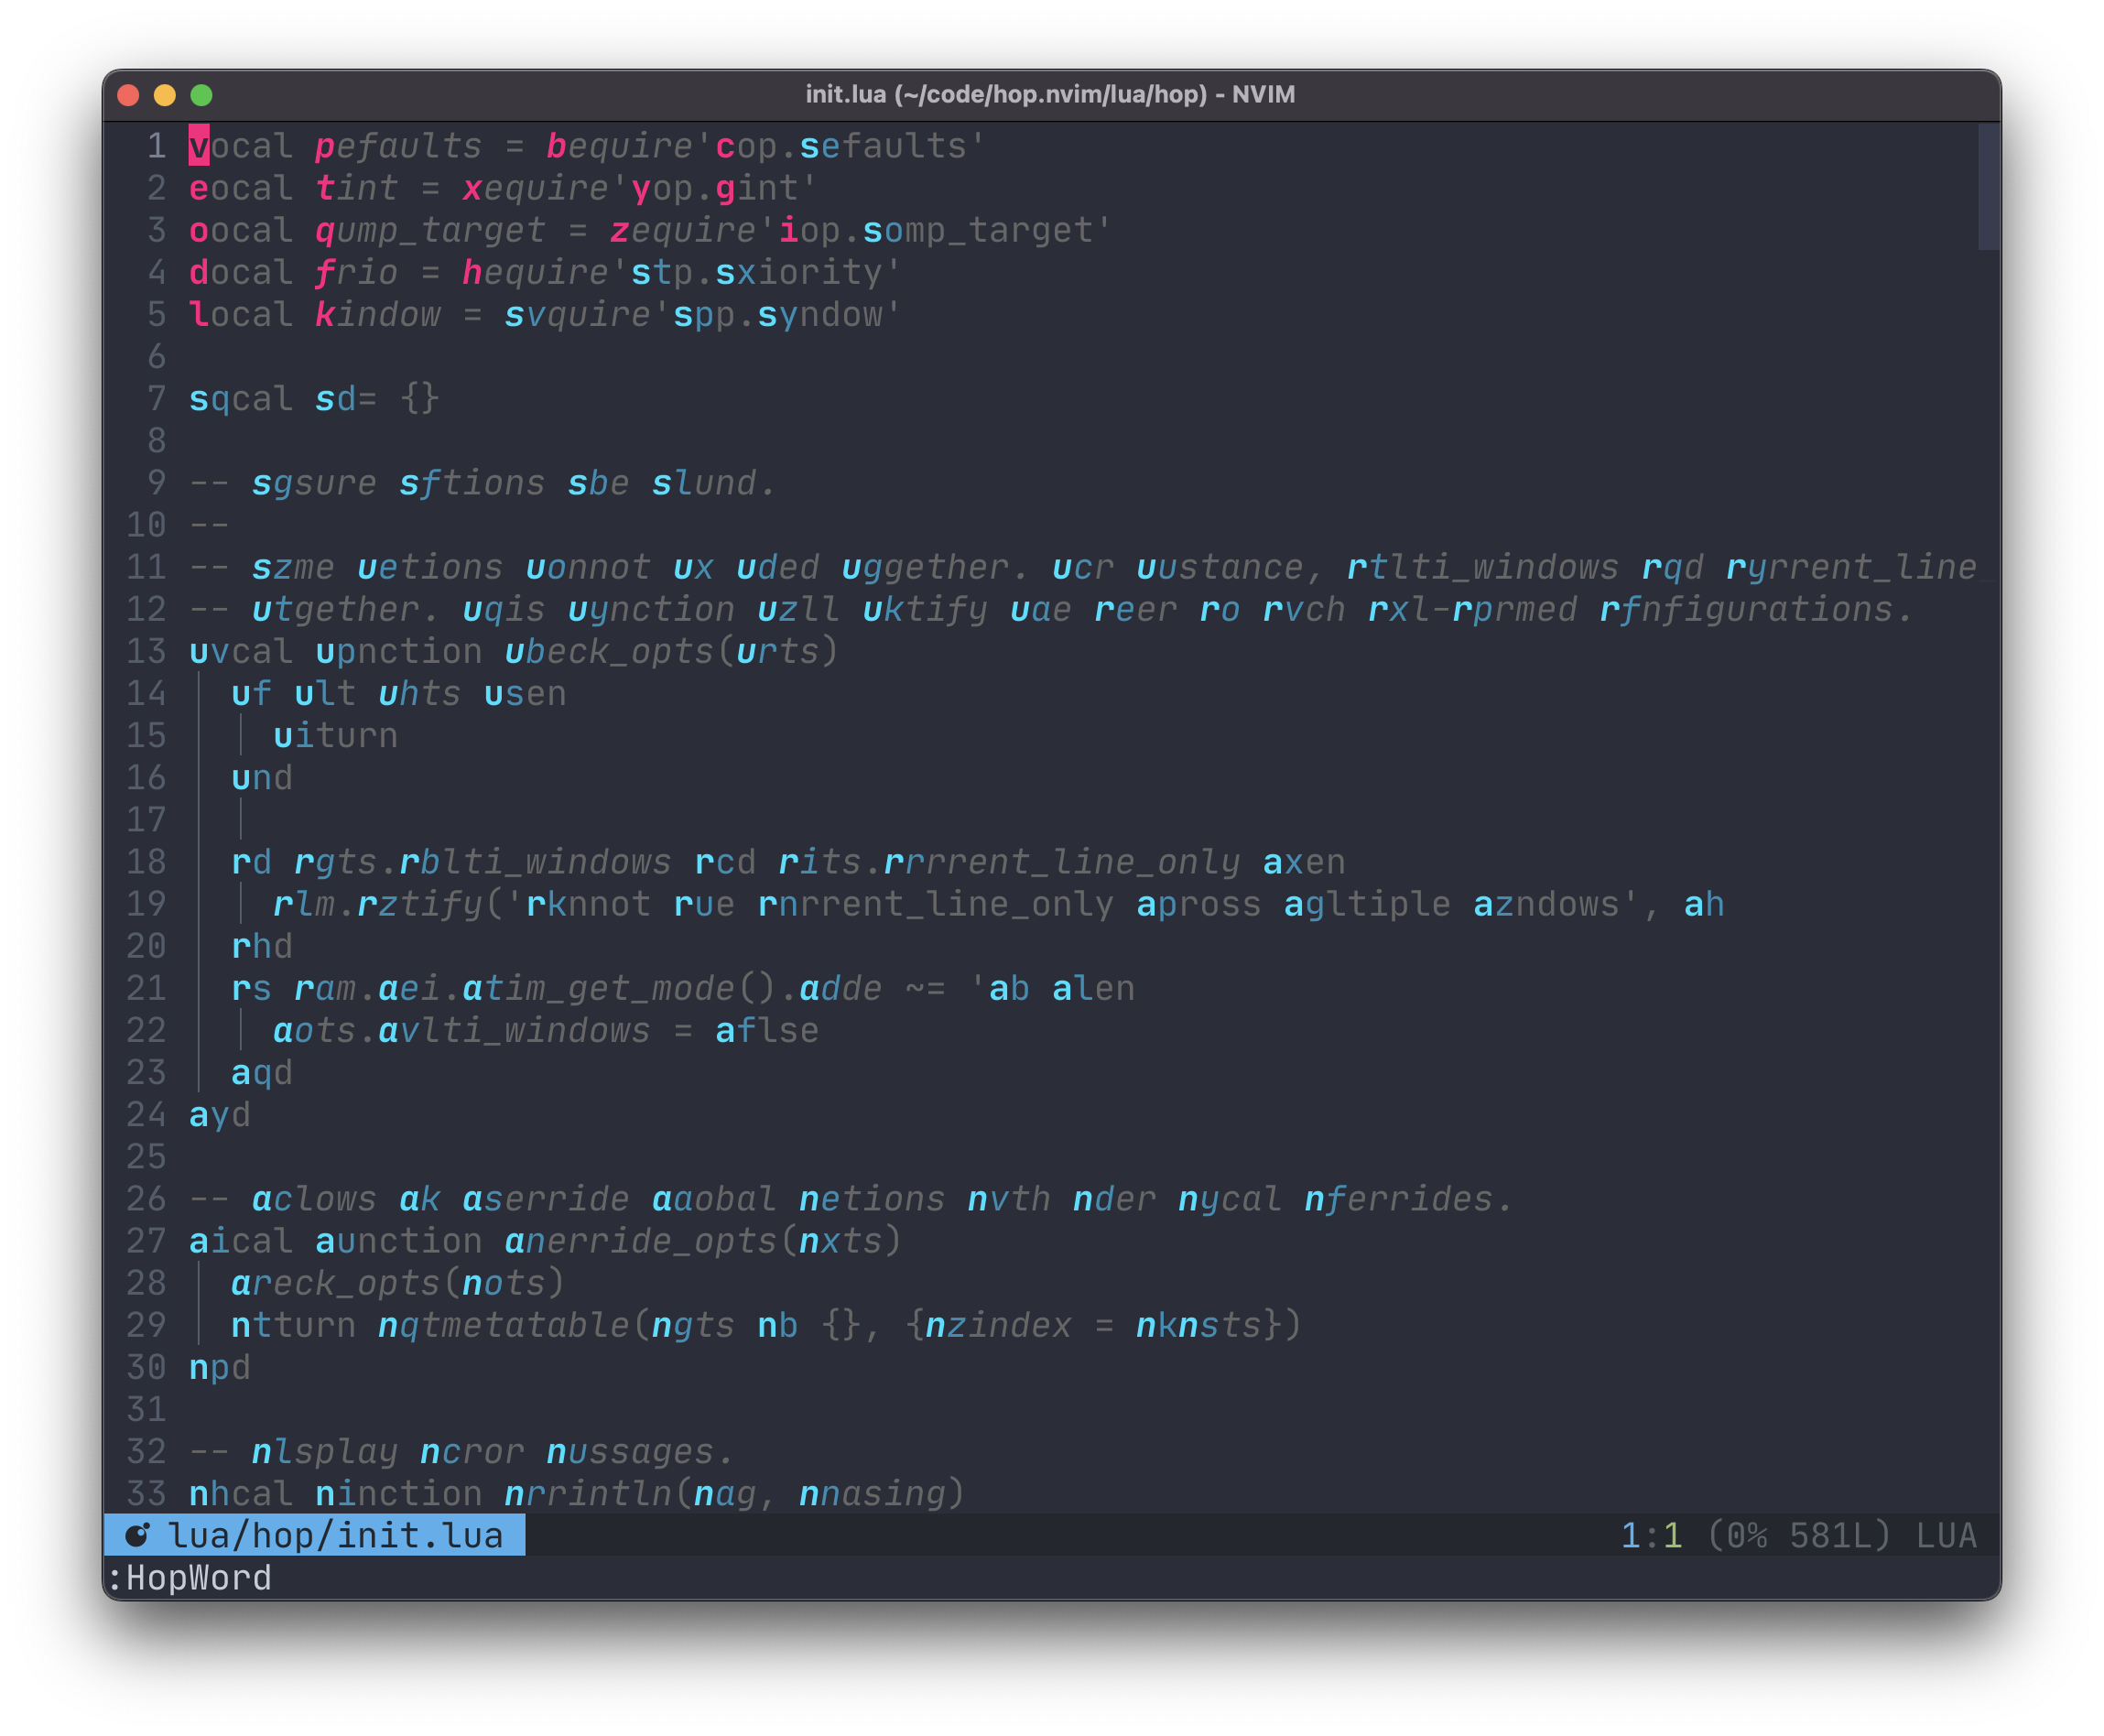 init.lua (~/code/hop.nvim/lua/hop) - NVIM
1 vocal pefaults = bequire'cop.sefaults'
2 eocal tint = xequire'yop.gint'
3 oocal qump_target = zequire'iop.somp_target'
4 docal frio = hequire'stp.sxiority'
5 local kindow = svquire'spp.syndow'
6
7 sqcal sd= {}
8
9 -- sgsure sftions sbe slund.
10 --
11 -- szme uetions uonnot ux uded uggether. ucr uustance, rtlti_windows rqd ryrrent_line_
12 -- utgether. uqis uynction uzll uktify uae reer ro rvch rxl-rprmed rfnfigurations.
13 uvcal upnction ubeck_opts(urts)
14 uf ult uhts usen
15 uiturn
16 und
17
18 rd rgts.rblti_windows rcd rits.rrrrent_line_only axen
19 rlm.rztify('rknnot rue rnrrent_line_only apross agltiple azndows', ah
20 rhd
21 rs ram.aei.atim_get_mode().adde ~= 'ab alen
22 aots.avlti_windows = aflse
23 aqd
24 ayd
25
26 -- aclows ak aserride aaobal netions nvth nder nycal nferrides.
27 aical aunction anerride_opts(nxts)
28 areck_opts(nots)
29 ntturn nqtmetatable(ngts nb {}, {nzindex = nknsts})
30 npd
31
32 -- nlsplay ncror nussages.
33 nhcal ninction nrrintln(nag, nnasing)
lua/hop/init.lua 1:1 (0% 581L) LUA
:HopWord